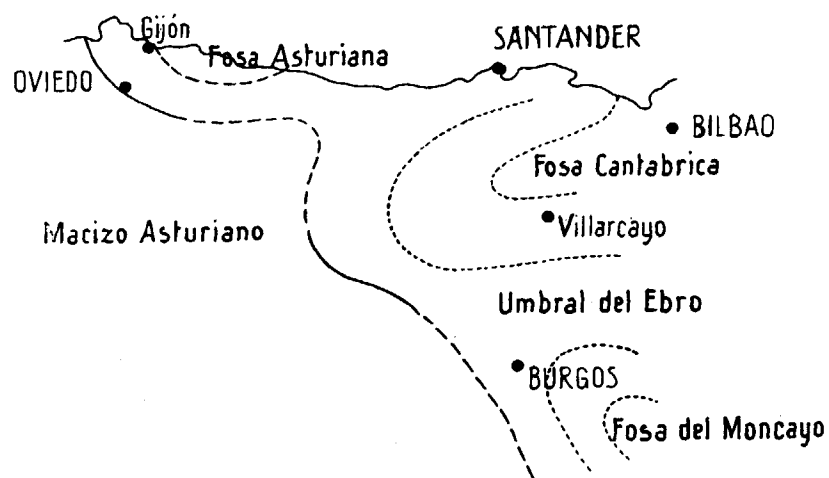 Gijón
Fosa Asturiana
SANTANDER
OVIEDO
BILBAO
Fosa Cantabrica
Villarcayo
Macizo Asturiano
Umbral del Ebro
BURGOS
Fosa del Moncayo